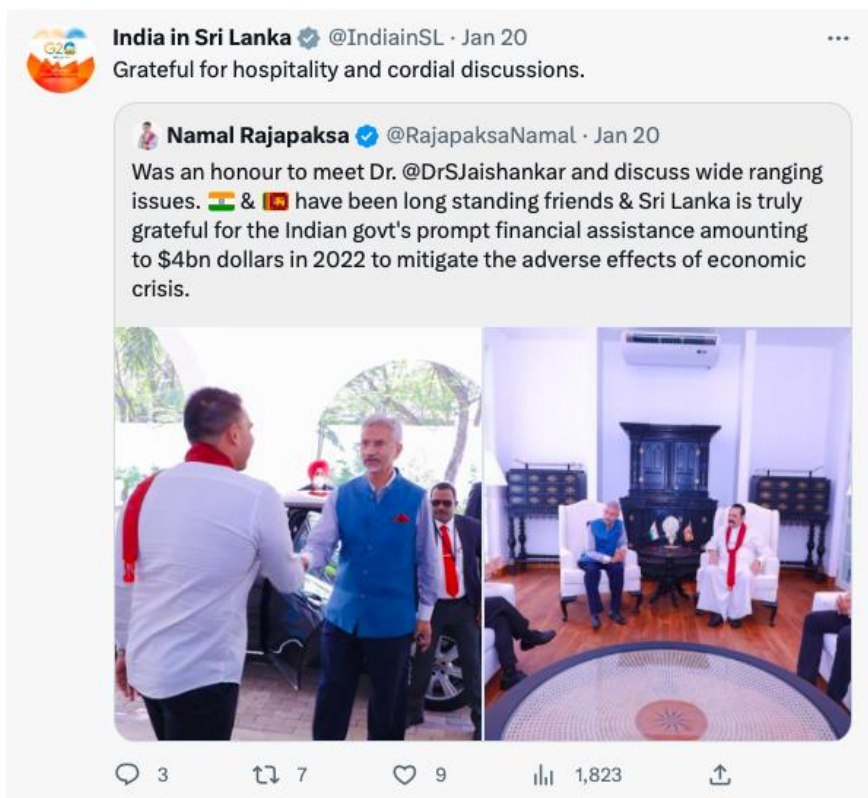 India in Sri Lanka @IndiainSL · Jan 20
Grateful for hospitality and cordial discussions.
G20
Namal Rajapaksa @RajapaksaNamal · Jan 20
Was an honour to meet Dr. @DrSJaishankar and discuss wide ranging
issues. 🇮🇳 & 🇱🇰 have been long standing friends & Sri Lanka is truly
grateful for the Indian govt's prompt financial assistance amounting
to $4bn dollars in 2022 to mitigate the adverse effects of economic
crisis.
3 7 9 1,823